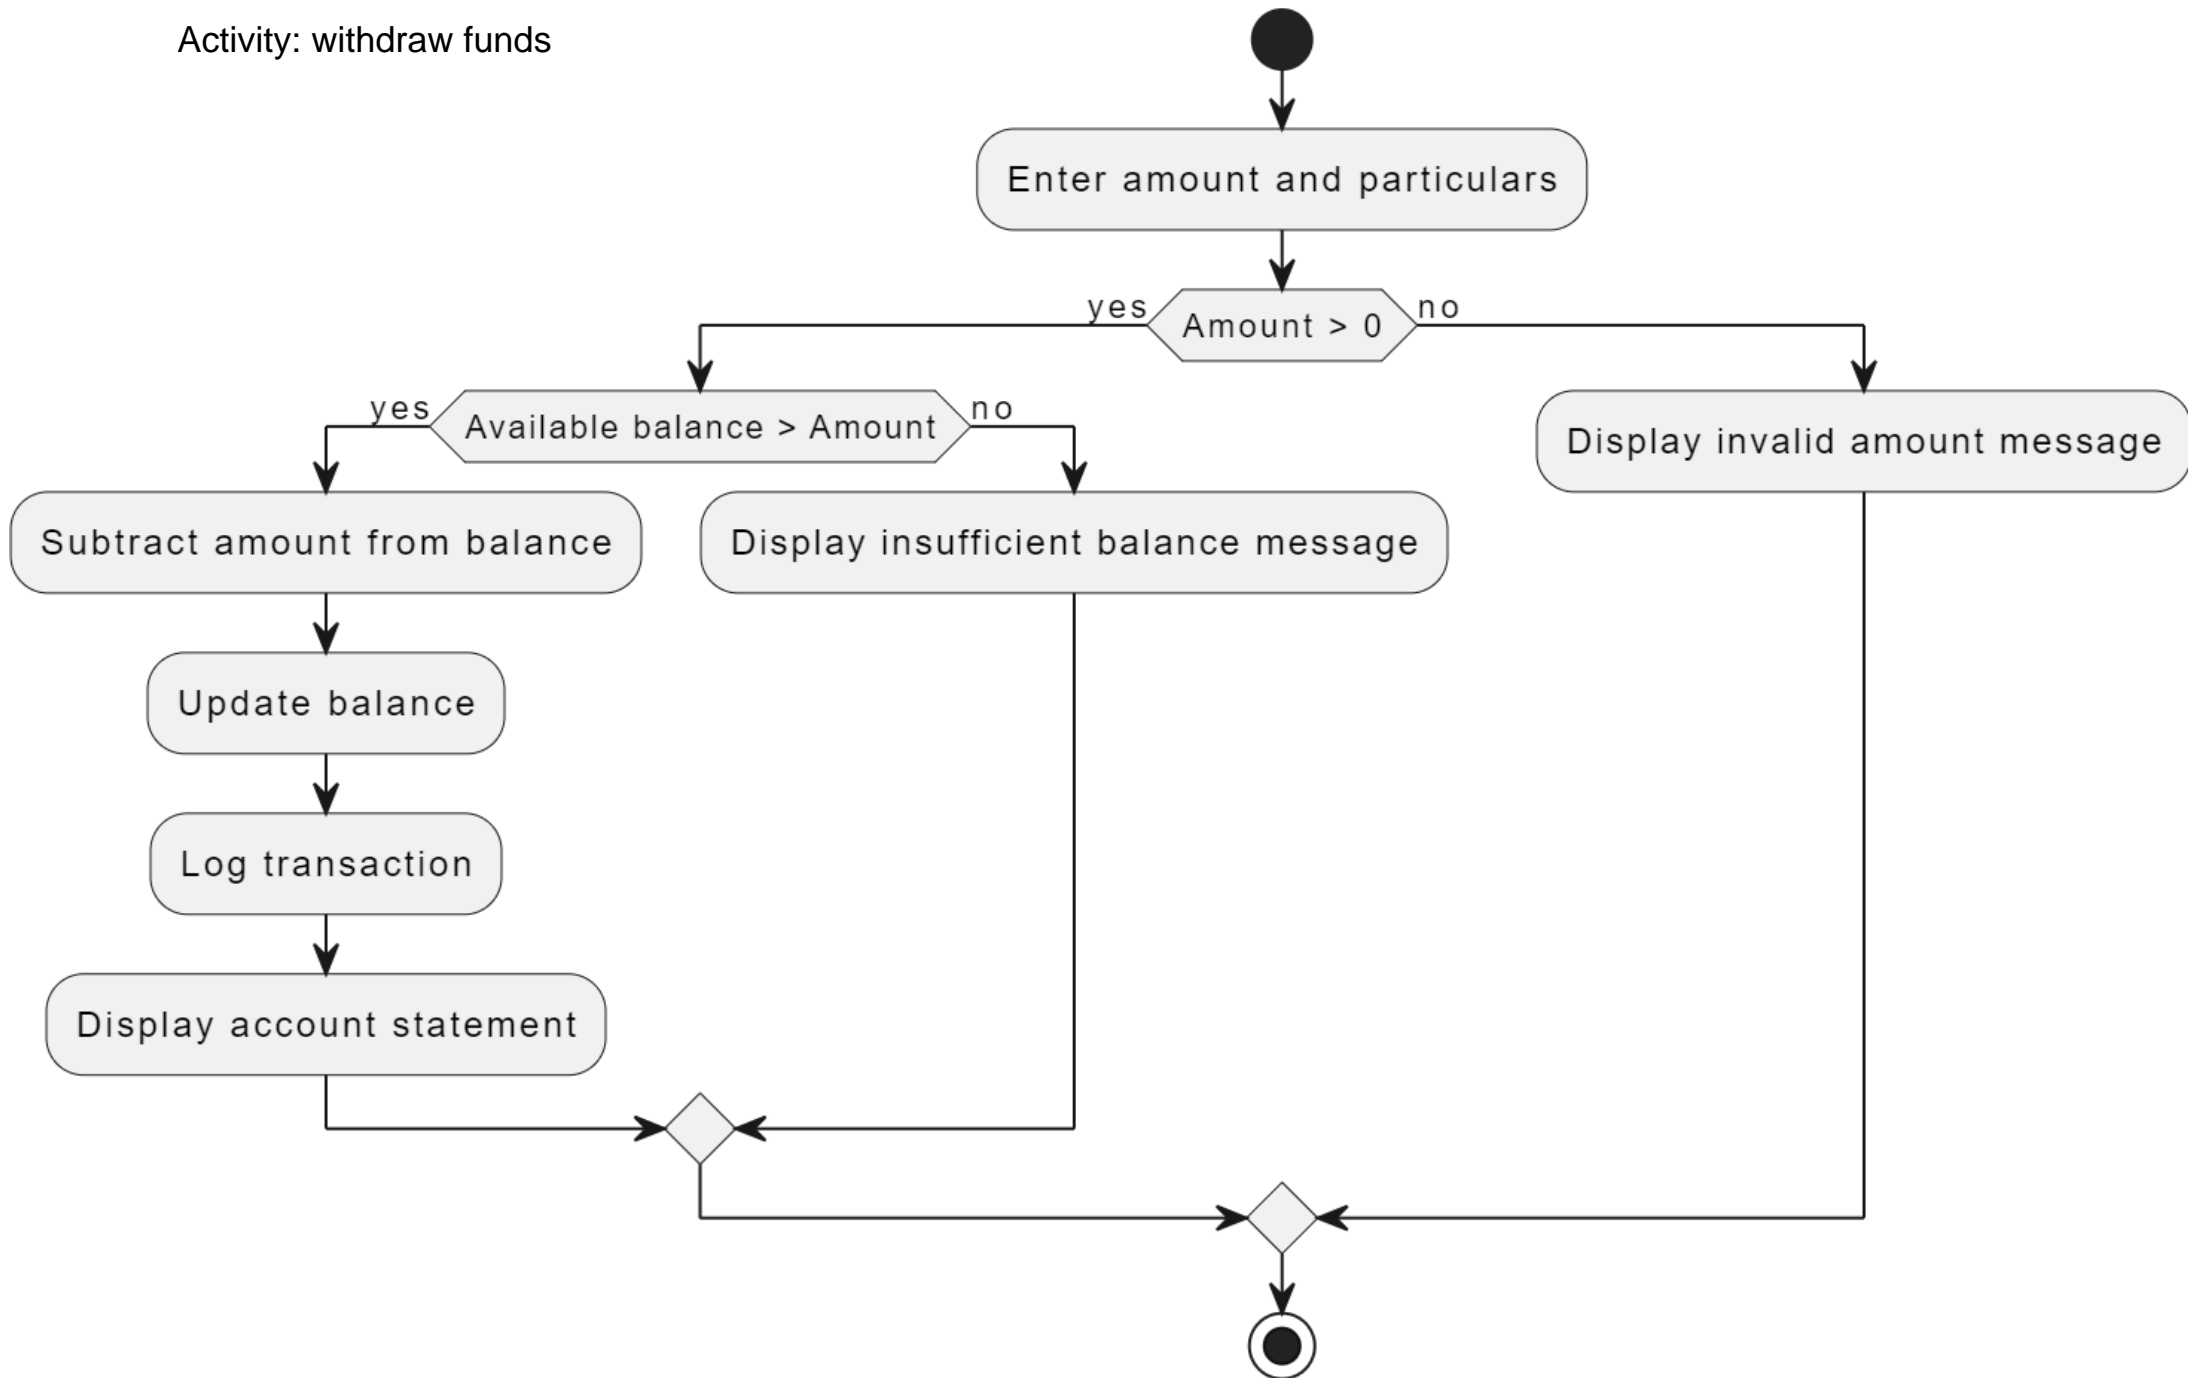 Activity: withdraw funds
Enter amount and particulars
yes
Amount > 0
no
yes
Available balance > Amount
no
Display invalid amount message
Subtract amount from balance
Display insufficient balance message
Update balance
Log transaction
Display account statement